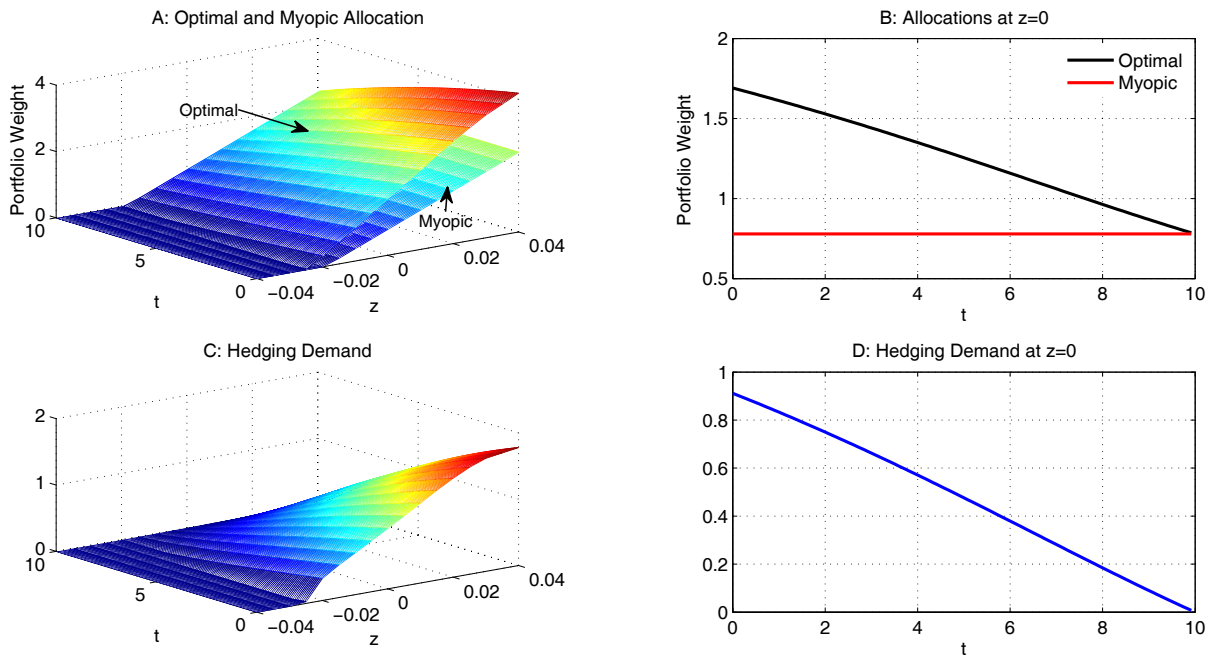 A: Optimal and Myopic Allocation
Portfolio Weight
4
2
0
Optimal
Myopic
10
5
0
t
−0.04
−0.02
0
0.02
0.04
z
B: Allocations at z=0
Portfolio Weight
2
1.5
1
0.5
Optimal
Myopic
0
2
4
6
8
10
t
C: Hedging Demand
2
1
0
10
5
0
t
−0.04
−0.02
0
0.02
0.04
z
D: Hedging Demand at z=0
1
0.8
0.6
0.4
0.2
0
0
2
4
6
8
10
t